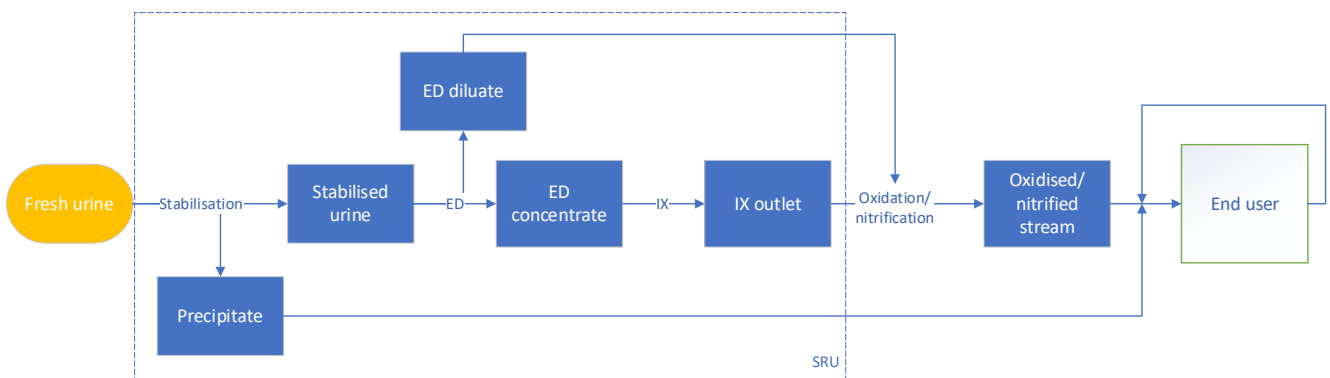 ED diluate
Fresh urine
Stabilisation
Stabilised
urine
ED
ED
concentrate
IX
IX outlet
Oxidation/
nitrification
Oxidised/
nitrified
stream
End user
Precipitate
SRU